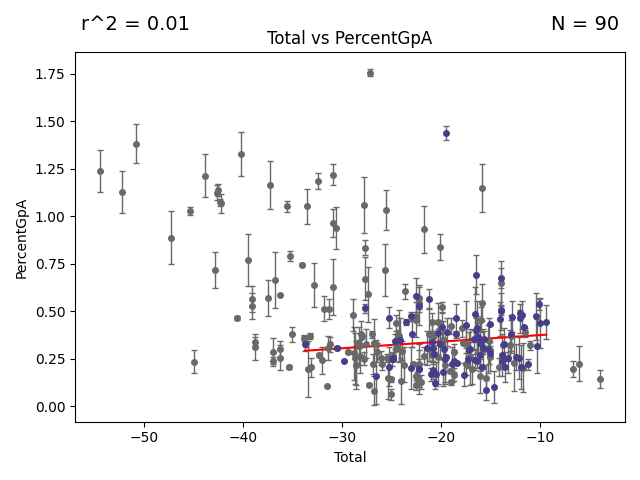 r^2 = 0.01
N = 90
Total vs PercentGpA
PercentGpA
1.75
1.50
1.25
1.00
0.75
0.50
0.25
0.00
−50
−40
−30
−20
−10
Total